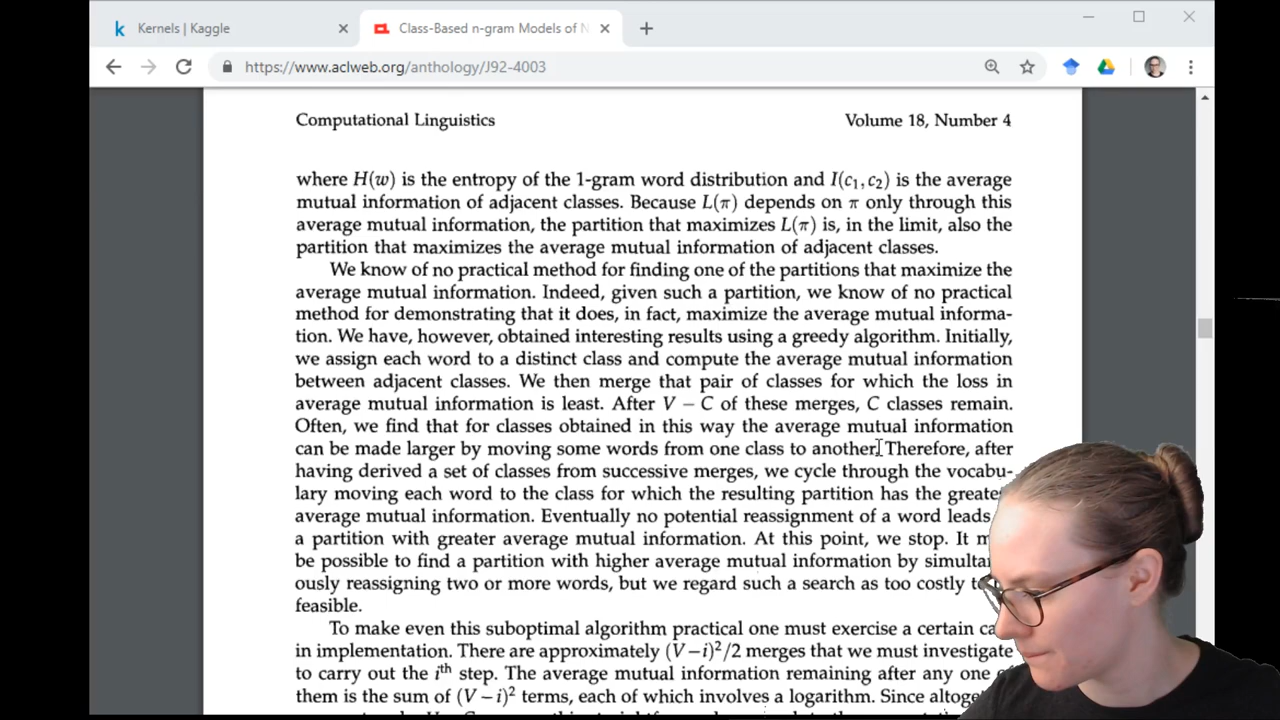 Kernels | Kaggle
Class-Based n-gram Models of N
https://www.aclweb.org/anthology/J92-4003
Computational Linguistics Volume 18, Number 4
where H(w) is the entropy of the 1-gram word distribution and I(c₁, c₂) is the average
mutual information of adjacent classes. Because L(π) depends on π only through this
average mutual information, the partition that maximizes L(π) is, in the limit, also the
partition that maximizes the average mutual information of adjacent classes.
We know of no practical method for finding one of the partitions that maximize the
average mutual information. Indeed, given such a partition, we know of no practical
method for demonstrating that it does, in fact, maximize the average mutual informa-
tion. We have, however, obtained interesting results using a greedy algorithm. Initially,
we assign each word to a distinct class and compute the average mutual information
between adjacent classes. We then merge that pair of classes for which the loss in
average mutual information is least. After V − C of these merges, C classes remain.
Often, we find that for classes obtained in this way the average mutual information
can be made larger by moving some words from one class to another. Therefore, after
having derived a set of classes from successive merges, we cycle through the vocabu-
lary moving each word to the class for which the resulting partition has the
average mutual information. Eventually no potential reassignment of a word leads
a partition with greater average mutual information. At this point, we stop. It
be possible to find a partition with higher average mutual information by
ously reassigning two or more words, but we regard such a search as too costly
feasible.
To make even this suboptimal algorithm practical one must exercise a certain
in implementation. There are approximately (V−i)²/2 merges that we must investigate
to carry out the iᵗʰ step. The average mutual information remaining after any one
them is the sum of (V − i)² terms, each of which involves a logarithm. Since